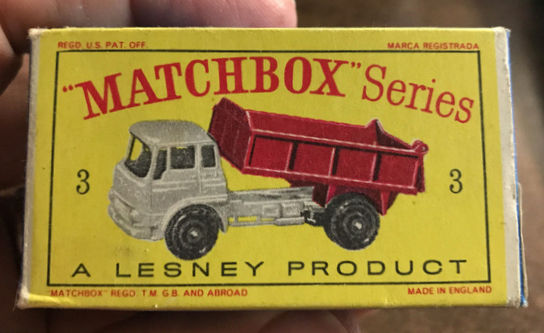 REGD. U.S. PAT. OFF. MARCA REGISTRADA
"MATCHBOX" Series
3 3
A LESNEY PRODUCT
"MATCHBOX" REGD. T.M. G.B. AND ABROAD MADE IN ENGLAND